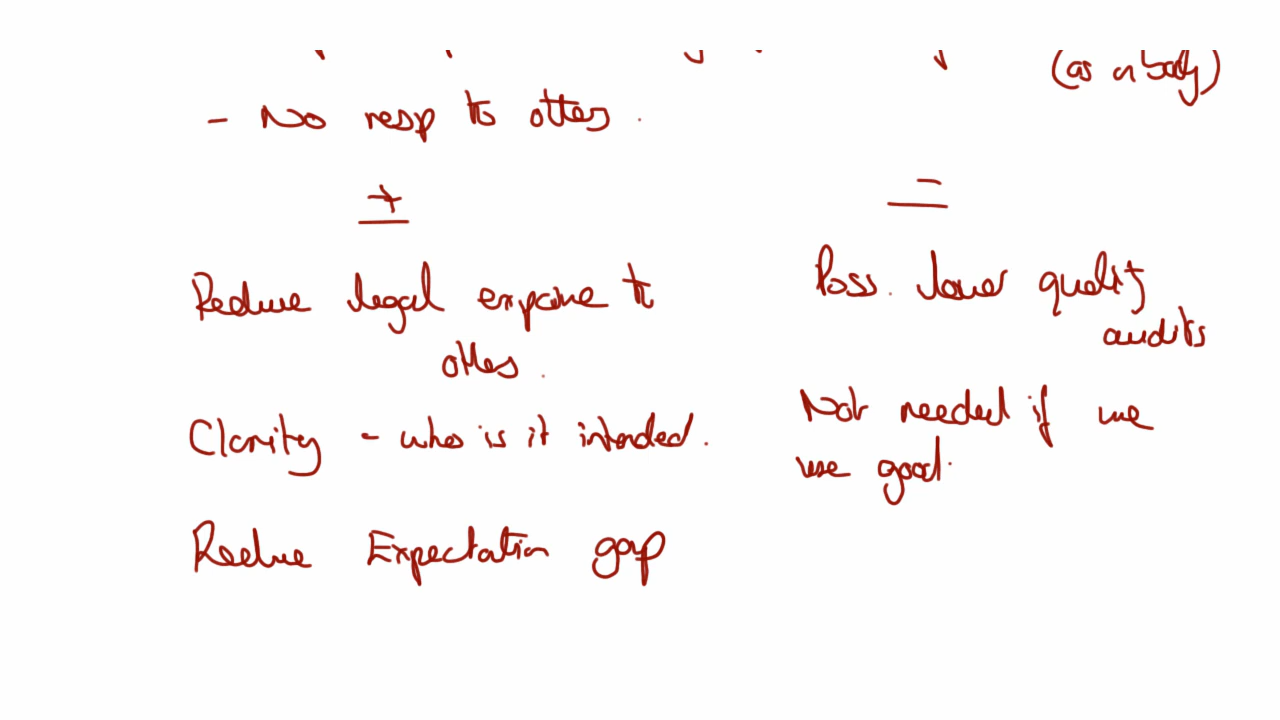 (as a body)
- No resp to others.
+
-
Reduce legal exposure to
others.
Poss. lower quality
audits
Clarity - who is it intended.
Not needed if we
we good.
Reduce Expectation gap